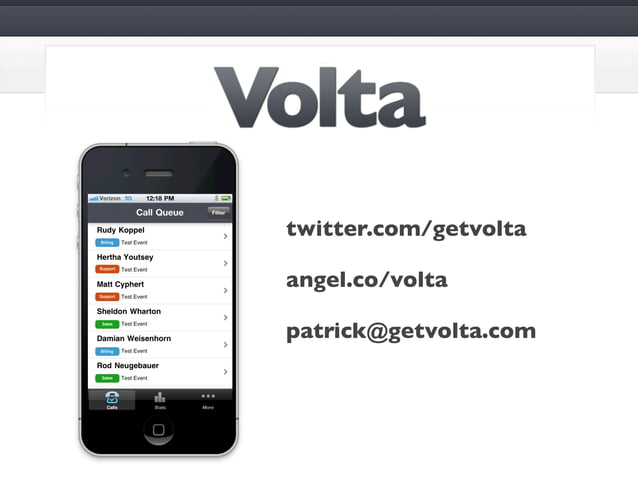 Volta
Verizon
12:18 PM
Call Queue
Filter
Rudy Koppel
Billing Test Event
Hertha Youtsey
Support Test Event
Matt Cyphert
Support Test Event
Sheldon Wharton
Sales Test Event
Damian Weisenhorn
Billing Test Event
Rod Neugebauer
Sales Test Event
Calls
Stats
More
twitter.com/getvolta
angel.co/volta
patrick@getvolta.com